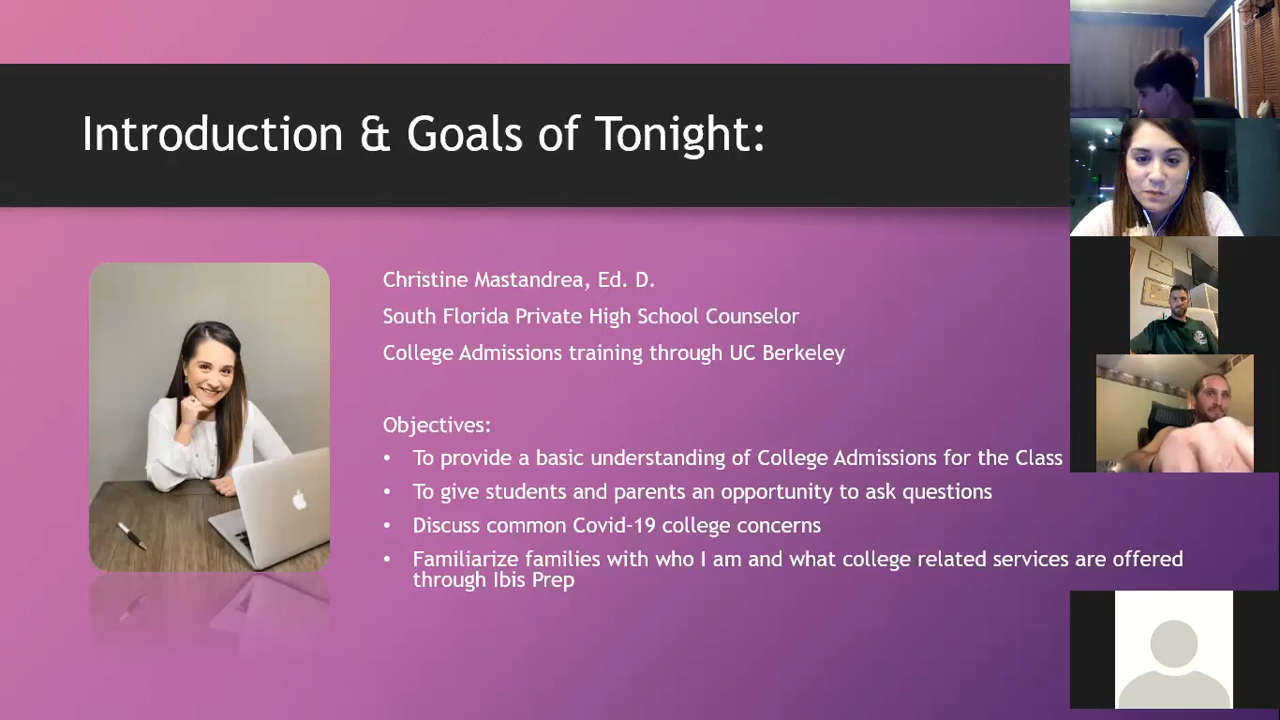 Introduction & Goals of Tonight:
Christine Mastandrea, Ed. D.
South Florida Private High School Counselor
College Admissions training through UC Berkeley
Objectives:
• To provide a basic understanding of College Admissions for the Class
• To give students and parents an opportunity to ask questions
• Discuss common Covid-19 college concerns
• Familiarize families with who I am and what college related services are offered
through Ibis Prep